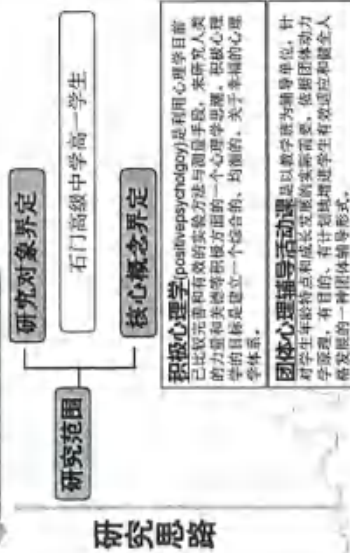 研究思路
研究范围
研究对象界定
石门高级中学高一学生
核心概念界定
积极心理学(positivepsycholgoy)是利用心理学目前
已比较完善和有效的实验方法与测量手段，来研究人类
的力量和美德等积极方面的一个心理学思潮。积极心理
学的目标是建立一个综合的、均衡的、关于幸福的心理
学体系。
团体心理辅导活动课是以教学班为辅导单位，针
对学生年龄特点和成长发展的实际需要，依据团体动力
学原理，有目的、有计划地增进学生有效适应和健全人
格发展的一种团体辅导形式。